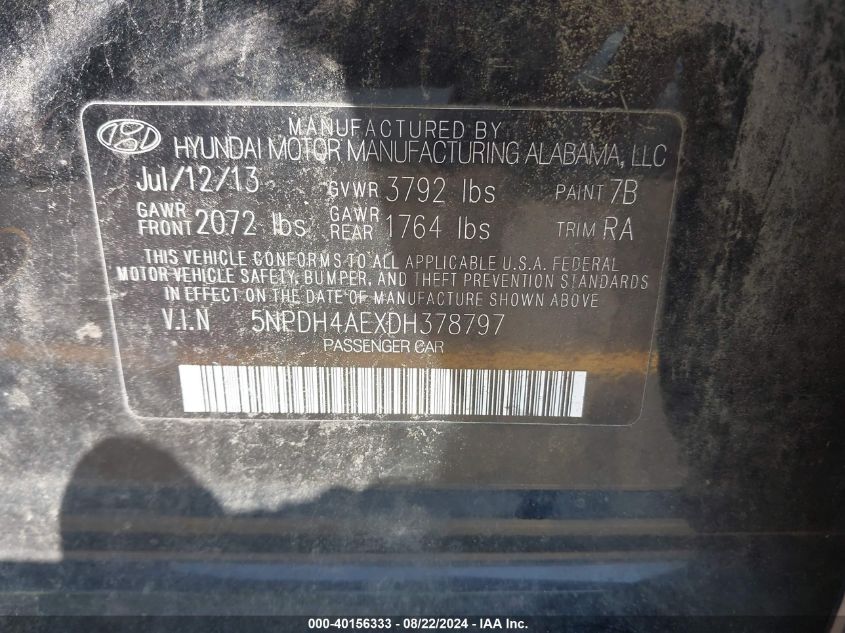 MANUFACTURED BY
HYUNDAI MOTOR MANUFACTURING ALABAMA, LLC
Jul/12/13 GVWR 3792 lbs PAINT 7B
GAWR FRONT 2072 lbs GAWR REAR 1764 lbs TRIM RA
THIS VEHICLE CONFORMS TO ALL APPLICABLE U.S.A. FEDERAL
MOTOR VEHICLE SAFETY, BUMPER, AND THEFT PREVENTION STANDARDS
IN EFFECT ON THE DATE OF MANUFACTURE SHOWN ABOVE.
V.I.N 5NPDH4AEXDH378797
PASSENGER CAR
000-40156333 - 08/22/2024 - IAA Inc.